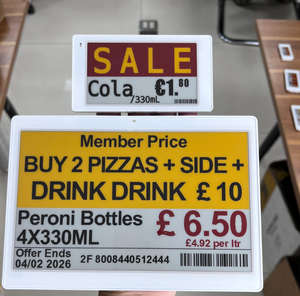 SALE
Cola €1.80
/330mL
Member Price
BUY 2 PIZZAS + SIDE +
DRINK DRINK £ 10
Peroni Bottles £ 6.50
4X330ML £4.92 per ltr
Offer Ends
04/02 2026 2F 8008440512444